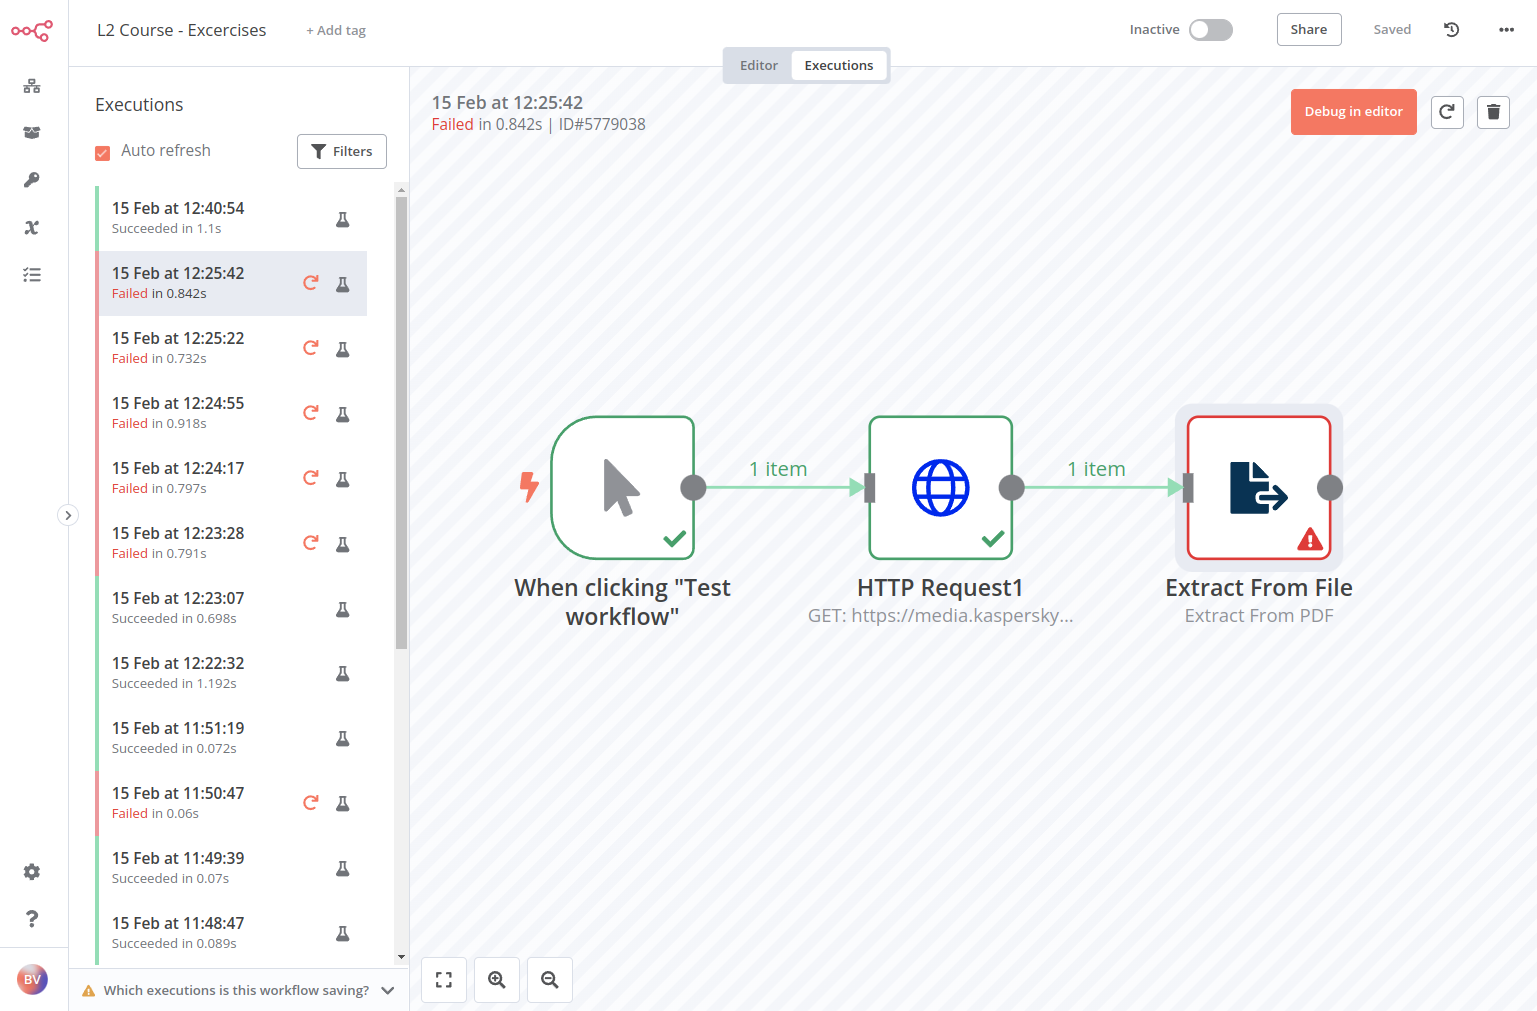 L2 Course - Excercises
+ Add tag
Inactive
Share
Saved
Editor
Executions
Executions
Auto refresh
Filters
15 Feb at 12:40:54
Succeeded in 1.1s
15 Feb at 12:25:42
Failed in 0.842s
15 Feb at 12:25:22
Failed in 0.732s
15 Feb at 12:24:55
Failed in 0.918s
15 Feb at 12:24:17
Failed in 0.797s
15 Feb at 12:23:28
Failed in 0.791s
15 Feb at 12:23:07
Succeeded in 0.698s
15 Feb at 12:22:32
Succeeded in 1.192s
15 Feb at 11:51:19
Succeeded in 0.072s
15 Feb at 11:50:47
Failed in 0.06s
15 Feb at 11:49:39
Succeeded in 0.07s
15 Feb at 11:48:47
Succeeded in 0.089s
Which executions is this workflow saving?
BV
15 Feb at 12:25:42
Failed in 0.842s | ID#5779038
Debug in editor
1 item
1 item
When clicking "Test
workflow"
HTTP Request1
GET: https://media.kaspersky...
Extract From File
Extract From PDF